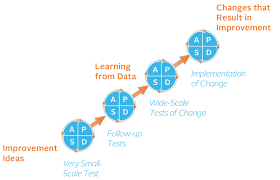 Changes that
Result in
Improvement
A P
S D
Implementation
of Change
Learning
from Data
A P
S D
Wide-Scale
Tests of Change
A P
S D
Follow-up
Tests
Improvement
Ideas
A P
S D
Very Small-
Scale Test